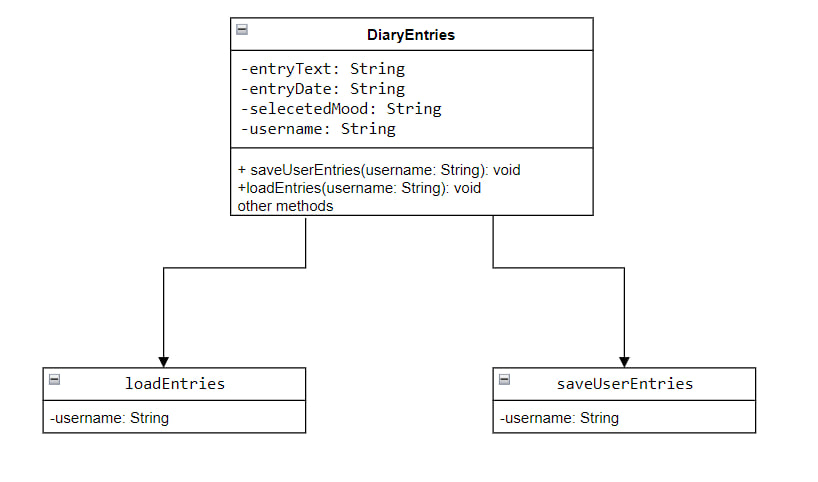 DiaryEntries
-entryText: String
-entryDate: String
-selecetedMood: String
-username: String
+ saveUserEntries(username: String): void
+loadEntries(username: String): void
other methods
loadEntries
-username: String
saveUserEntries
-username: String